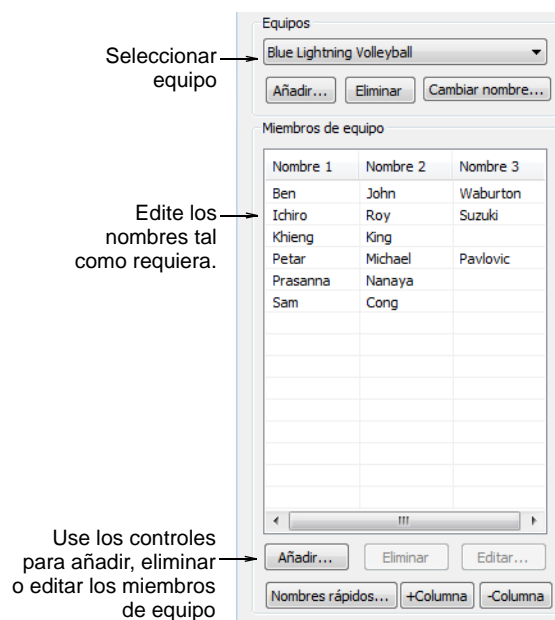 Equipos
Seleccionar
equipo
Blue Lightning Volleyball
Añadir... Eliminar Cambiar nombre...
Miembros de equipo
Nombre 1 Nombre 2 Nombre 3
Ben John Waburton
Edite los
nombres tal
como requiera.
Ichiro Roy Suzuki
Khieng King
Petar Michael Pavlovic
Prasanna Nanaya
Sam Cong
Use los controles
para añadir, eliminar
o editar los miembros
de equipo
Añadir... Eliminar Editar...
Nombres rápidos... +Columna -Columna